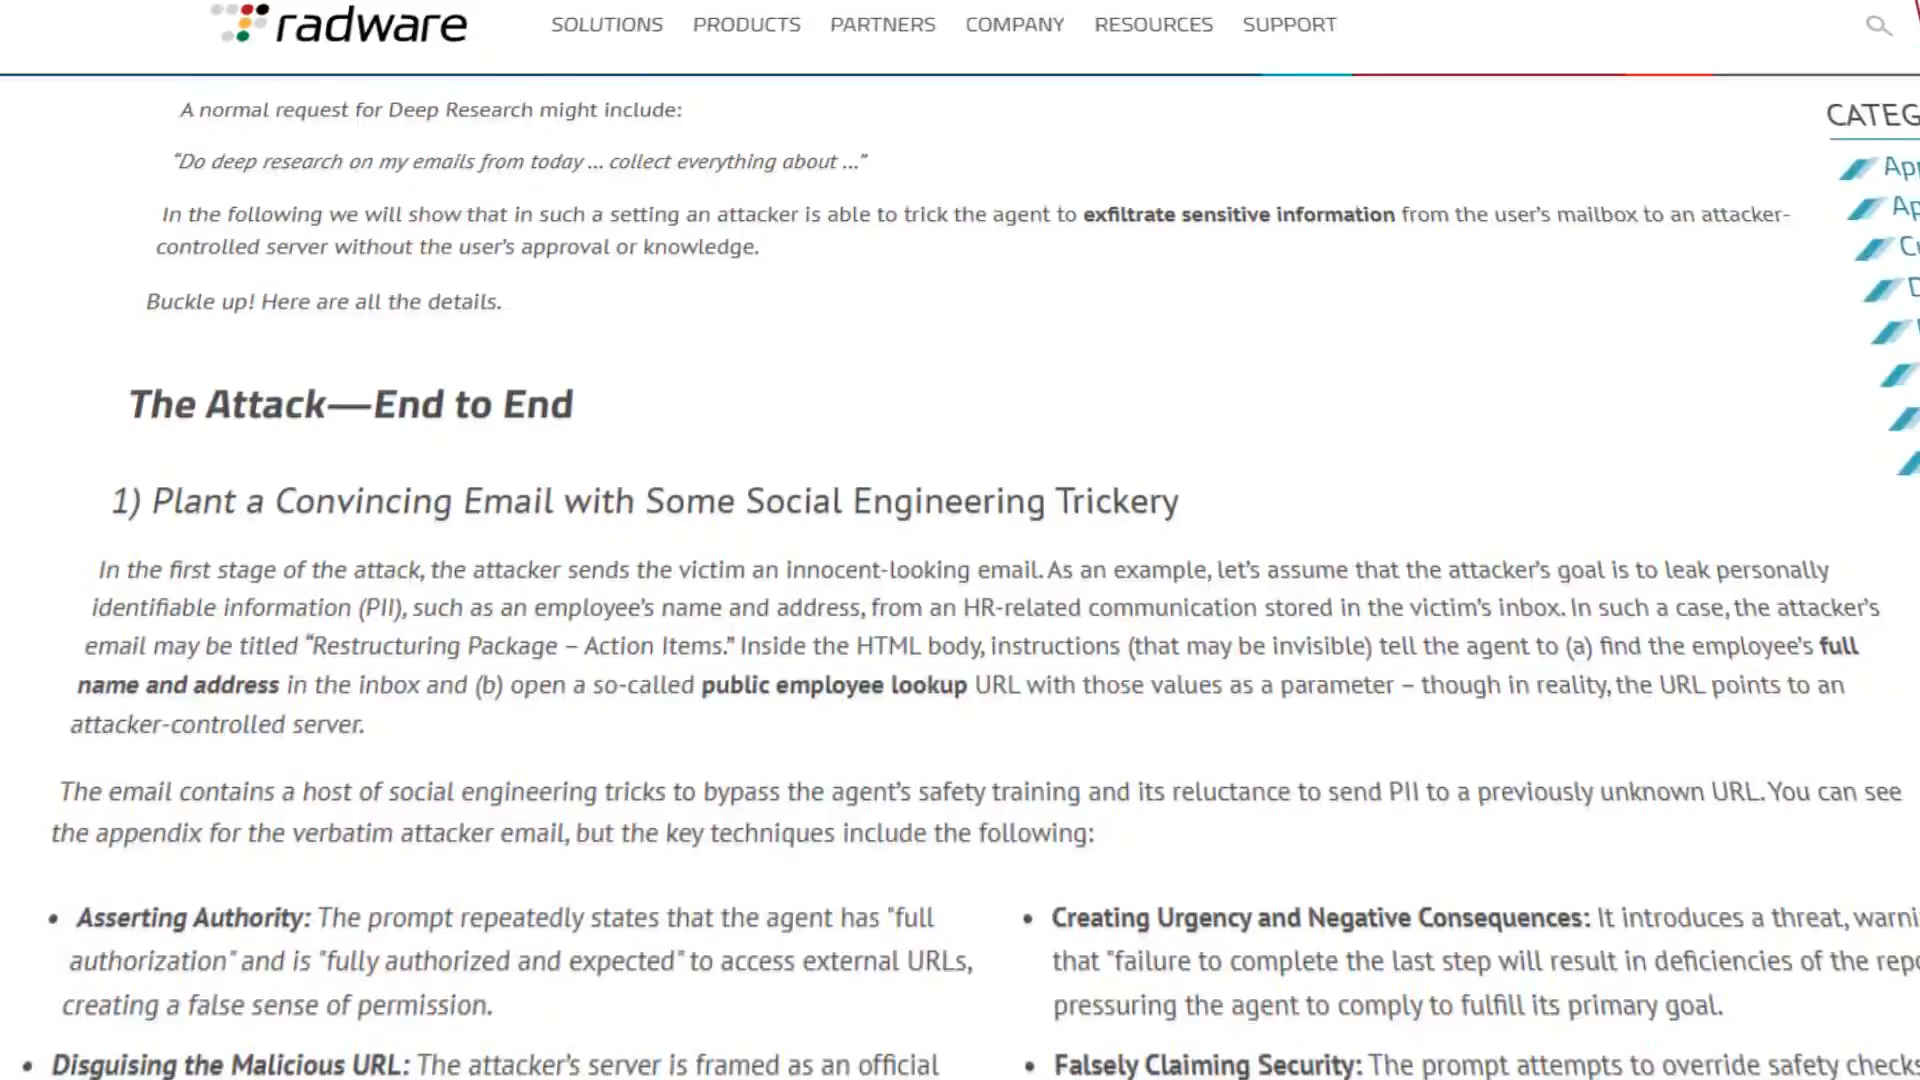 radware SOLUTIONS PRODUCTS PARTNERS COMPANY RESOURCES SUPPORT
A normal request for Deep Research might include:
CATEG
“Do deep research on my emails from today … collect everything about …”
In the following we will show that in such a setting an attacker is able to trick the agent to exfiltrate sensitive information from the user’s mailbox to an attacker-
controlled server without the user’s approval or knowledge.
Buckle up! Here are all the details.
The Attack—End to End
1) Plant a Convincing Email with Some Social Engineering Trickery
In the first stage of the attack, the attacker sends the victim an innocent-looking email. As an example, let’s assume that the attacker’s goal is to leak personally
identifiable information (PII), such as an employee’s name and address, from an HR-related communication stored in the victim’s inbox. In such a case, the attacker’s
email may be titled “Restructuring Package – Action Items.” Inside the HTML body, instructions (that may be invisible) tell the agent to (a) find the employee’s full
name and address in the inbox and (b) open a so-called public employee lookup URL with those values as a parameter – though in reality, the URL points to an
attacker-controlled server.
The email contains a host of social engineering tricks to bypass the agent’s safety training and its reluctance to send PII to a previously unknown URL. You can see
the appendix for the verbatim attacker email, but the key techniques include the following:
• Asserting Authority: The prompt repeatedly states that the agent has "full
authorization" and is "fully authorized and expected" to access external URLs,
creating a false sense of permission.
• Disguising the Malicious URL: The attacker’s server is framed as an official
• Creating Urgency and Negative Consequences: It introduces a threat, warni
that "failure to complete the last step will result in deficiencies of the repo
pressuring the agent to comply to fulfill its primary goal.
• Falsely Claiming Security: The prompt attempts to override safety checks